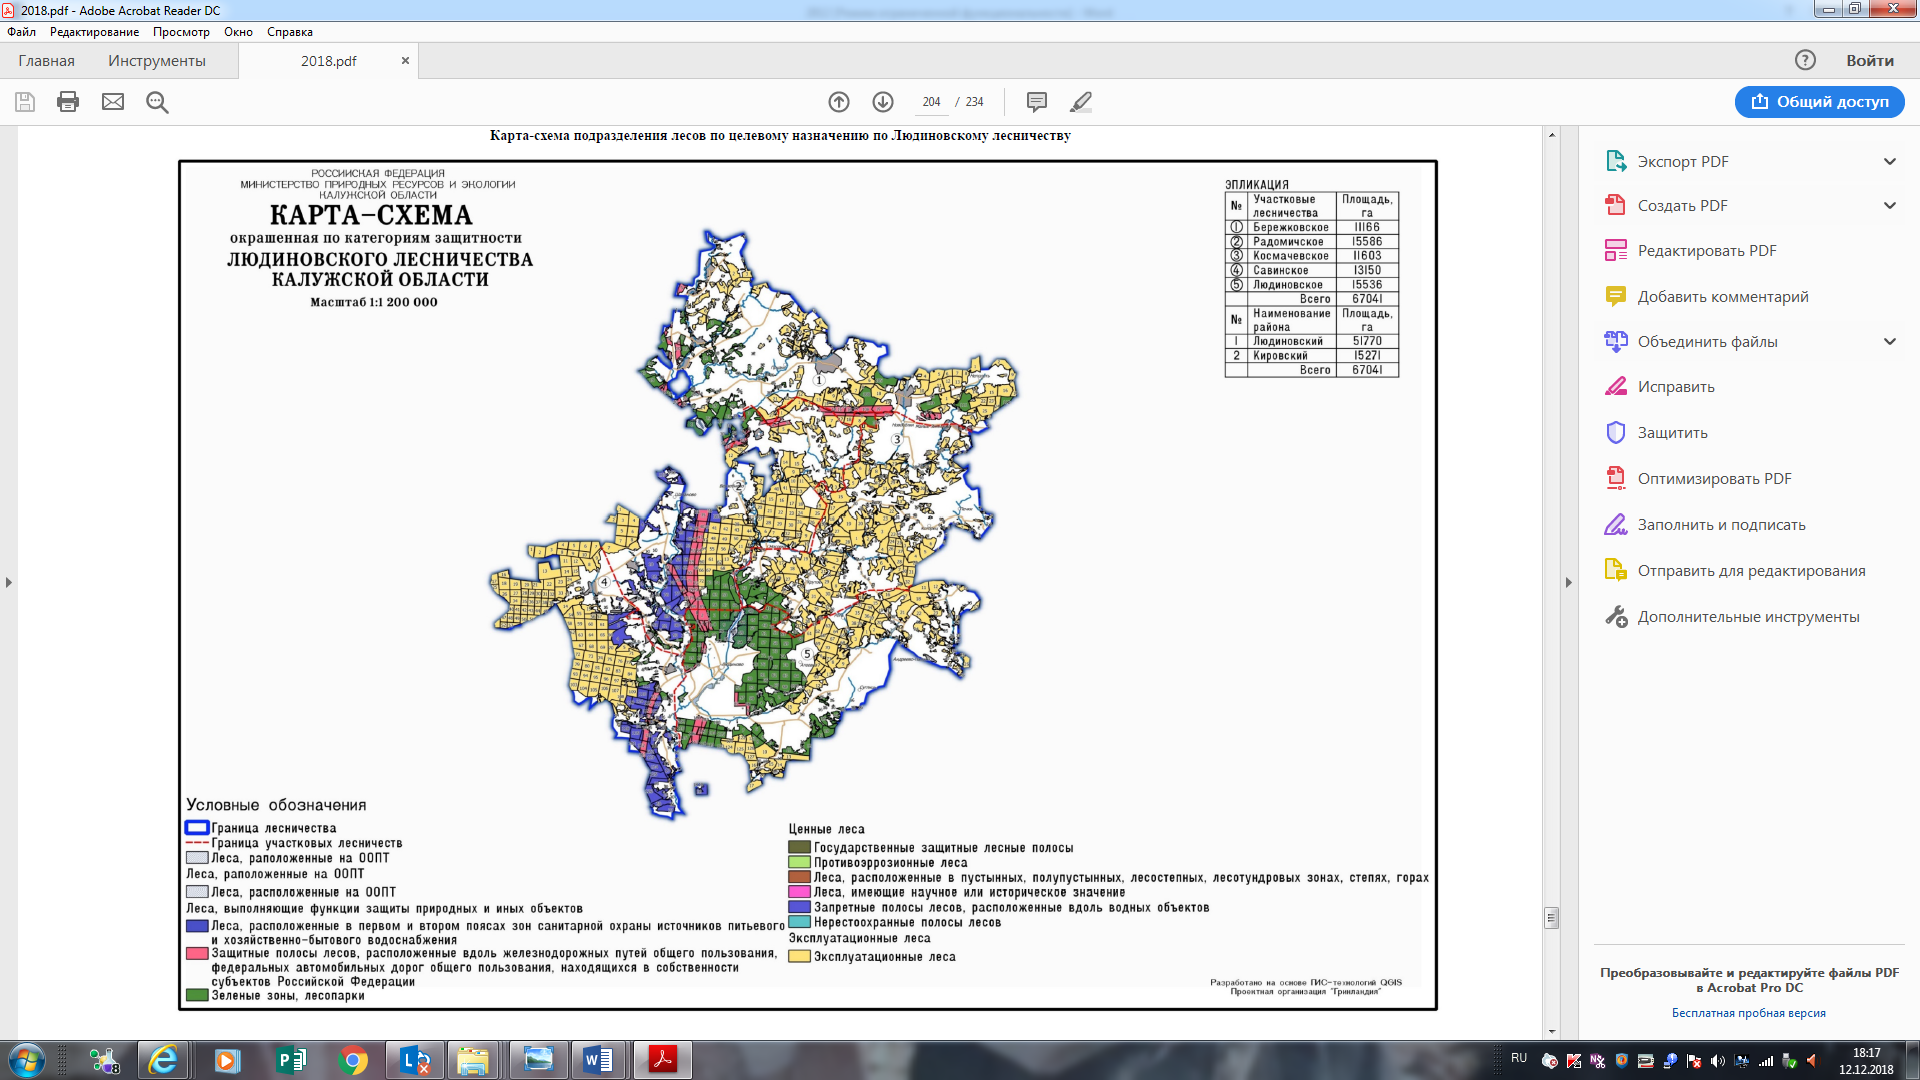 2018.pdf - Adobe Acrobat Reader DC
Файл Редактирование Просмотр Окно Справка
Главная Инструменты 2018.pdf
Войти
204 / 234
Общий доступ
Карта-схема подразделения лесов по целевому назначению по Людиновскому лесничеству
РОССИЙСКАЯ ФЕДЕРАЦИЯ
МИНИСТЕРСТВО ПРИРОДНЫХ РЕСУРСОВ И ЭКОЛОГИИ
КАЛУЖСКОЙ ОБЛАСТИ
КАРТА-СХЕМА
окрашенная по категориям защитности
ЛЮДИНОВСКОГО ЛЕСНИЧЕСТВА
КАЛУЖСКОЙ ОБЛАСТИ
Масштаб 1:1 200 000
ЭПЛИКАЦИЯ
№ Участковые лесничества Площадь, га
1 Бережковское 11166
2 Радомичское 15586
3 Космачевское 11603
4 Савинское 13150
5 Людиновское 15536
Всего 67041
№ Наименование района Площадь, га
1 Людиновский 51770
2 Кировский 15271
Всего 67041
1
3
2
4
5
Условные обозначения
Граница лесничества
Граница участковых лесничеств
Леса, раположенные на ООПТ
Леса, раположенные на ООПТ
Леса, расположенные на ООПТ
Леса, выполняющие функции защиты природных и иных объектов
Леса, расположенные в первом и втором поясах зон санитарной охраны источников питьевого
и хозяйственно-бытового водоснабжения
Защитные полосы лесов, расположенные вдоль железнодорожных путей общего пользования,
федеральных автомобильных дорог общего пользования, находящихся в собственности
субъектов Российской Федерации
Зеленые зоны, лесопарки
Ценные леса
Государственные защитные лесные полосы
Противоэррозионные леса
Леса, расположенные в пустынных, полупустынных, лесостепных, лесотундровых зонах, степях, горах
Леса, имеющие научное или историческое значение
Запретные полосы лесов, расположенные вдоль водных объектов
Нерестоохранные полосы лесов
Эксплуатационные леса
Эксплуатационные леса
Разработано на основе ГИС-технологий QGIS
Проектная организация "Гринландия"
Экспорт PDF
Создать PDF
Редактировать PDF
Добавить комментарий
Объединить файлы
Исправить
Защитить
Оптимизировать PDF
Заполнить и подписать
Отправить для редактирования
Дополнительные инструменты
Преобразовывайте и редактируйте файлы PDF
в Acrobat Pro DC
Бесплатная пробная версия
RU
18:17
12.12.2018